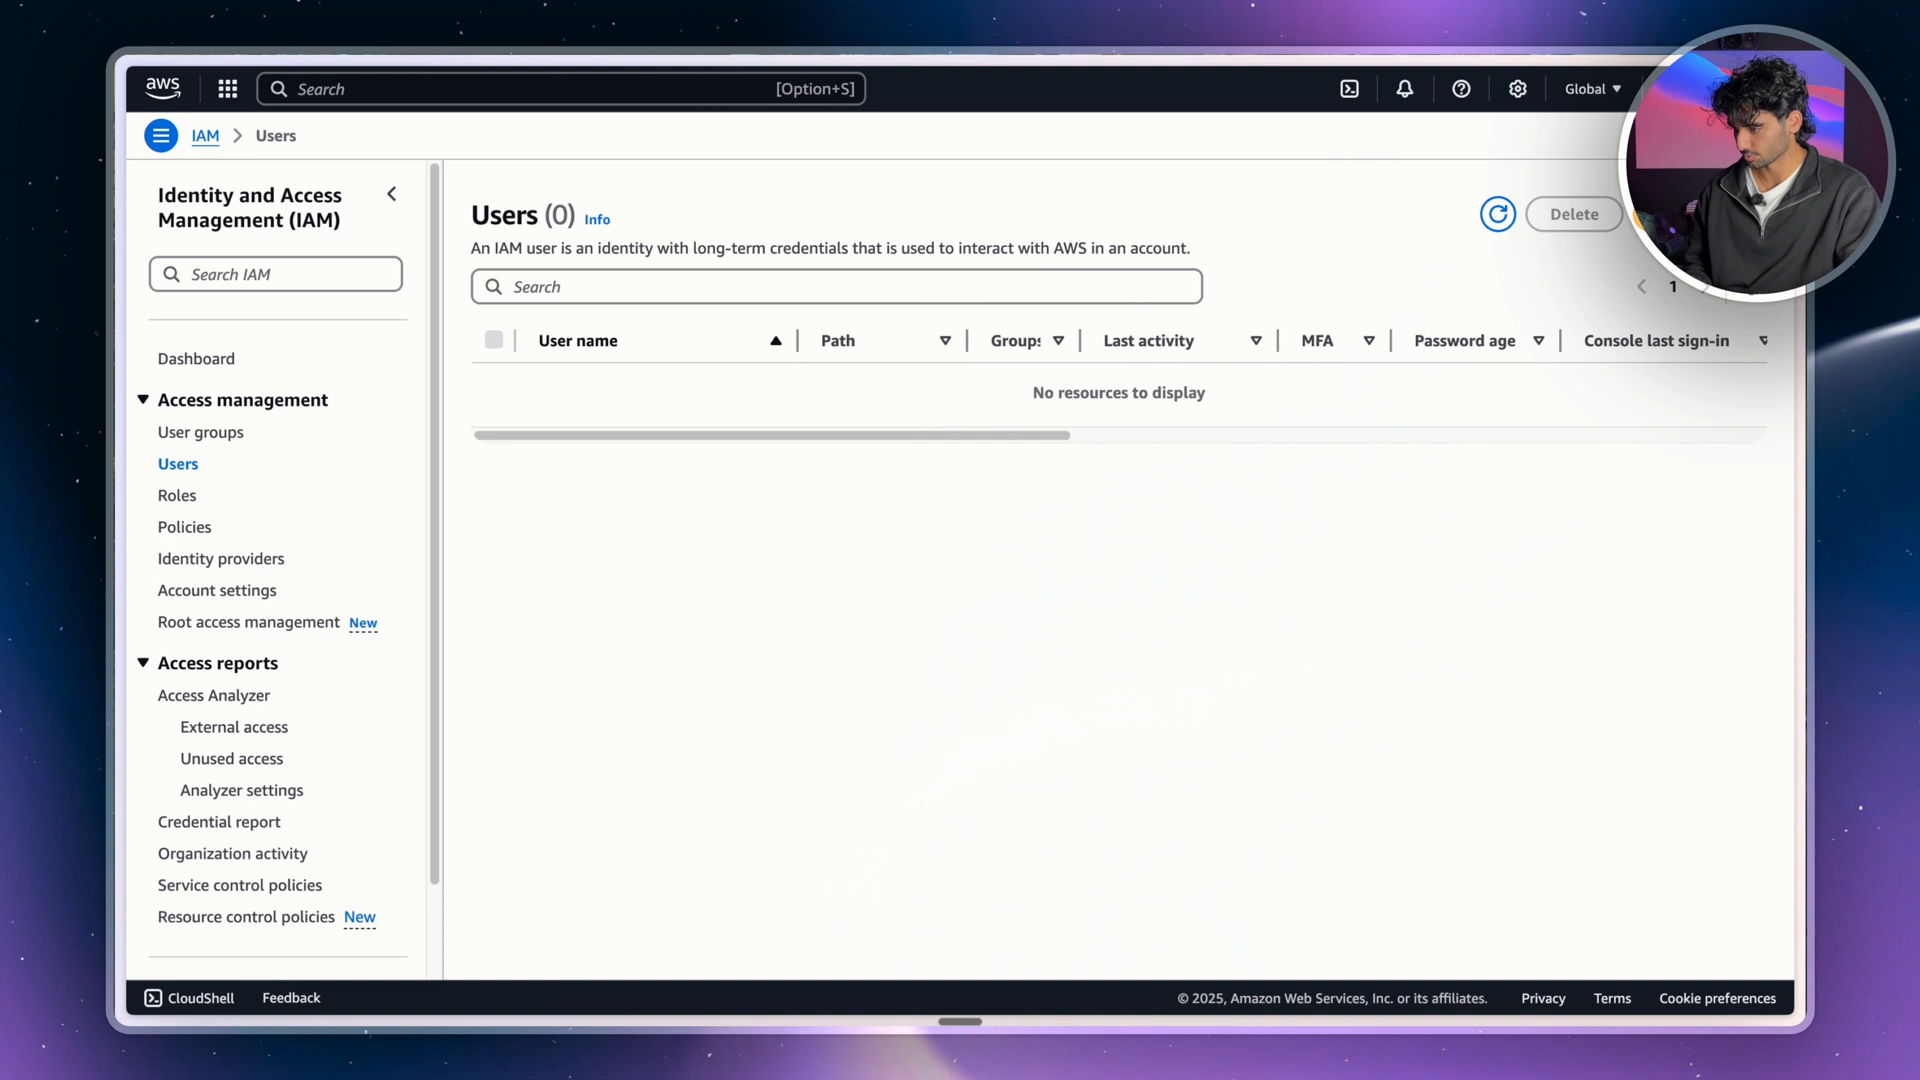 aws
Search
[Option+S]
Global
IAM
Users
Identity and Access
Management (IAM)
Search IAM
Dashboard
Access management
User groups
Users
Roles
Policies
Identity providers
Account settings
Root access management New
Access reports
Access Analyzer
External access
Unused access
Analyzer settings
Credential report
Organization activity
Service control policies
Resource control policies New
Users (0) Info
Delete
An IAM user is an identity with long-term credentials that is used to interact with AWS in an account.
Search
1
User name
Path
Groups
Last activity
MFA
Password age
Console last sign-in
No resources to display
CloudShell
Feedback
© 2025, Amazon Web Services, Inc. or its affiliates.
Privacy
Terms
Cookie preferences